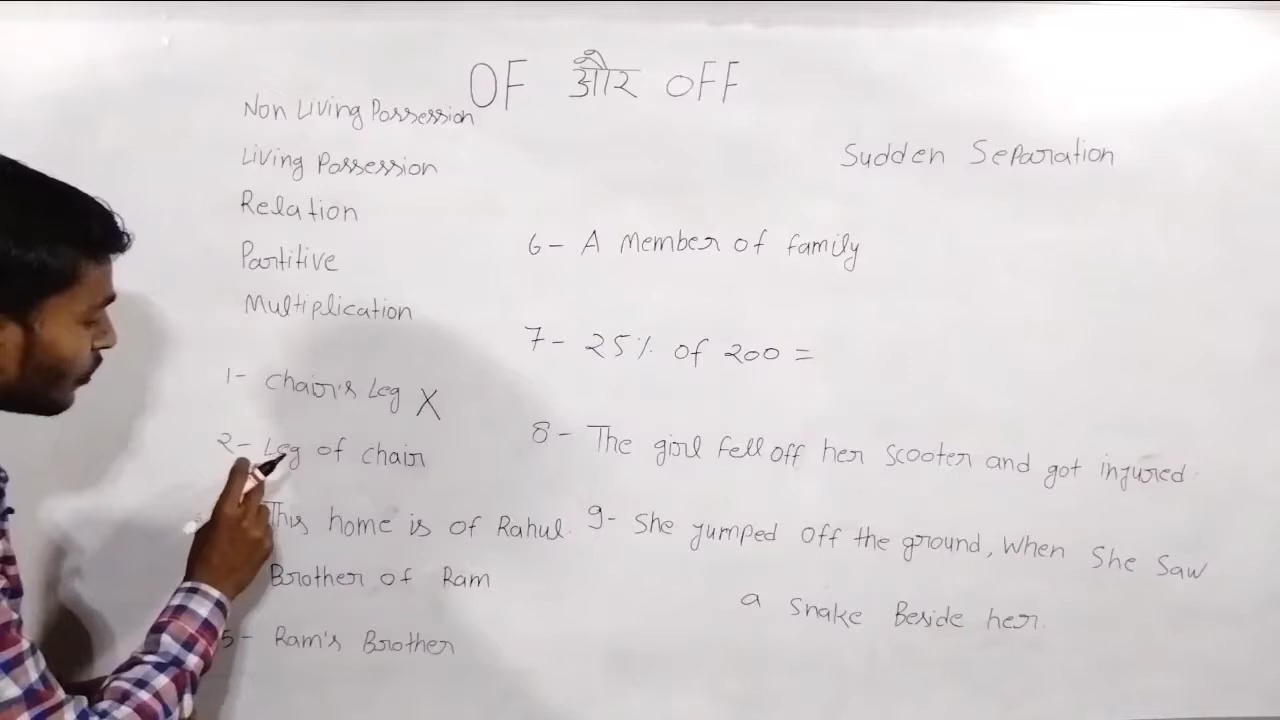 OF और OFF
Non Living Possession
Living Possession
Relation
Partitive
Multiplication
1- Chair's Leg X
2- Leg of chair
This home is of Rahul.
Brother of Ram
5- Ram's Brother
Sudden Separation
6- A member of family
7- 25% of 200 =
8- The girl fell off her scooter and got injured.
9- She jumped off the ground, when She Saw
a snake Beside her.